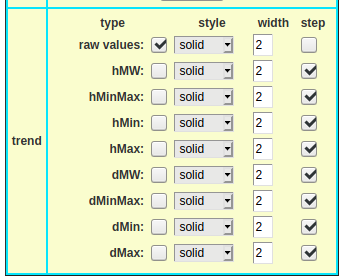 type style width step
raw values: solid 2
hMW: solid 2
hMinMax: solid 2
hMin: solid 2
trend hMax: solid 2
dMW: solid 2
dMinMax: solid 2
dMin: solid 2
dMax: solid 2